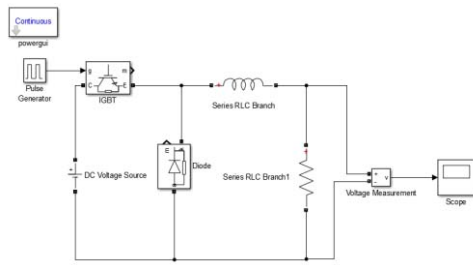 Continuous
powergui
Pulse
Generator
g
m
C
E
IGBT
Series RLC Branch
DC Voltage Source
m
Diode
Series RLC Branch1
+
-
v
Voltage Measurement
Scope